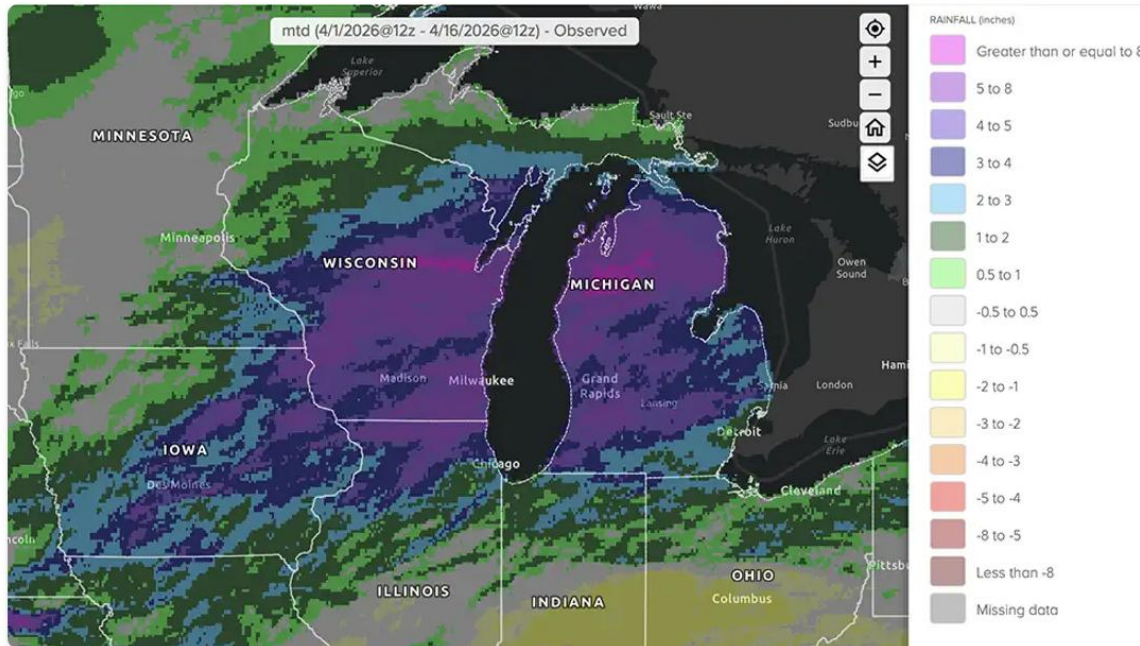 Wawa
mtd (4/1/2026@12z - 4/16/2026@12z) - Observed
Lake
Superior
go
MINNESOTA
Sault Ste
Sudbu
Minneapolis
WISCONSIN
MICHIGAN
Lake
Huron
Owen
Sound
x Falls
Madison
Milwaukee
Grand
Rapids
Lansing
Sarnia
London
Hami
IOWA
Des Moines
Chicago
Detroit
Lake
Erie
Cleveland
ncoln
ILLINOIS
INDIANA
OHIO
Columbus
Pittsbu
RAINFALL (inches)
Greater than or equal to 8
5 to 8
4 to 5
3 to 4
2 to 3
1 to 2
0.5 to 1
-0.5 to 0.5
-1 to -0.5
-2 to -1
-3 to -2
-4 to -3
-5 to -4
-8 to -5
Less than -8
Missing data